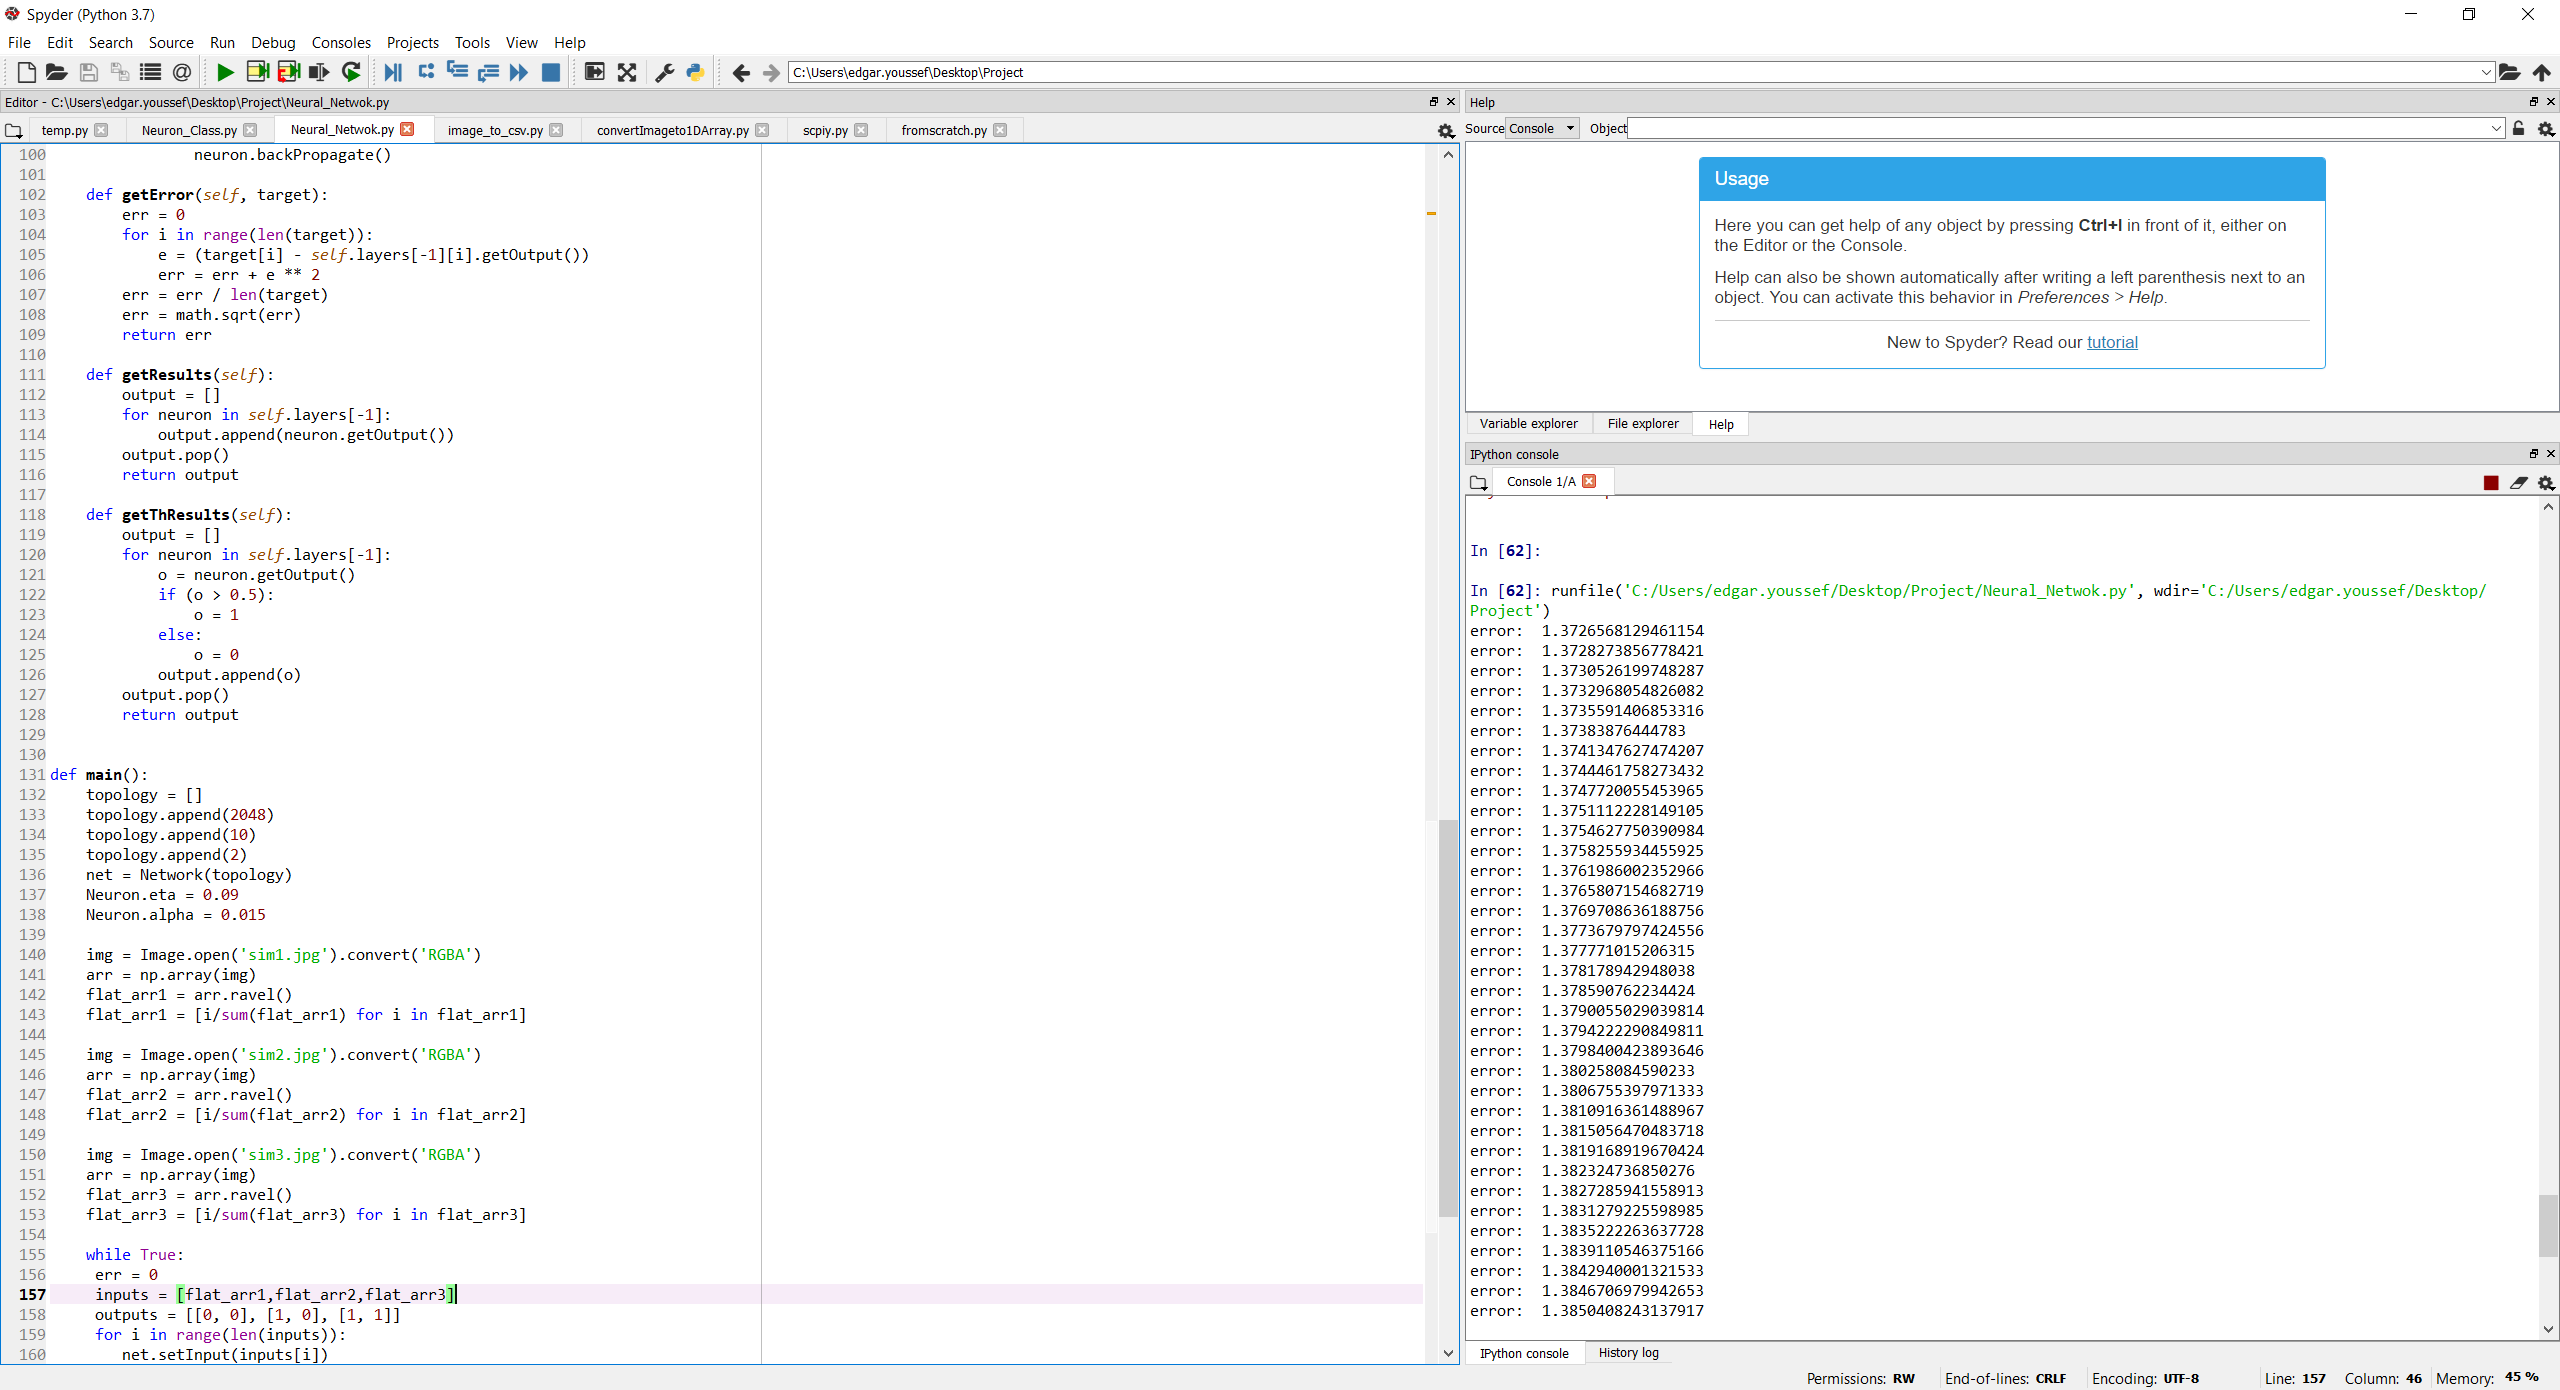 Spyder (Python 3.7)
File Edit Search Source Run Debug Consoles Projects Tools View Help
C:\Users\edgar.youssef\Desktop\Project
Editor - C:\Users\edgar.youssef\Desktop\Project\Neural_Netwok.py
temp.py Neuron_Class.py Neural_Netwok.py image_to_csv.py convertImageto1DArray.py scpiy.py fromscratch.py
100 neuron.backPropagate()
101
102 def getError(self, target):
103 err = 0
104 for i in range(len(target)):
105 e = (target[i] - self.layers[-1][i].getOutput())
106 err = err + e ** 2
107 err = err / len(target)
108 err = math.sqrt(err)
109 return err
110
111 def getResults(self):
112 output = []
113 for neuron in self.layers[-1]:
114 output.append(neuron.getOutput())
115 output.pop()
116 return output
117
118 def getThResults(self):
119 output = []
120 for neuron in self.layers[-1]:
121 o = neuron.getOutput()
122 if (o > 0.5):
123 o = 1
124 else:
125 o = 0
126 output.append(o)
127 output.pop()
128 return output
129
130
131 def main():
132 topology = []
133 topology.append(2048)
134 topology.append(10)
135 topology.append(2)
136 net = Network(topology)
137 Neuron.eta = 0.09
138 Neuron.alpha = 0.015
139
140 img = Image.open('sim1.jpg').convert('RGBA')
141 arr = np.array(img)
142 flat_arr1 = arr.ravel()
143 flat_arr1 = [i/sum(flat_arr1) for i in flat_arr1]
144
145 img = Image.open('sim2.jpg').convert('RGBA')
146 arr = np.array(img)
147 flat_arr2 = arr.ravel()
148 flat_arr2 = [i/sum(flat_arr2) for i in flat_arr2]
149
150 img = Image.open('sim3.jpg').convert('RGBA')
151 arr = np.array(img)
152 flat_arr3 = arr.ravel()
153 flat_arr3 = [i/sum(flat_arr3) for i in flat_arr3]
154
155 while True:
156 err = 0
157 inputs = [flat_arr1,flat_arr2,flat_arr3]
158 outputs = [[0, 0], [1, 0], [1, 1]]
159 for i in range(len(inputs)):
160 net.setInput(inputs[i])
Help
Source Console Object
Usage
Here you can get help of any object by pressing Ctrl+I in front of it, either on
the Editor or the Console.
Help can also be shown automatically after writing a left parenthesis next to an
object. You can activate this behavior in Preferences > Help.
New to Spyder? Read our tutorial
Variable explorer File explorer Help
IPython console
Console 1/A
In [62]:
In [62]: runfile('C:/Users/edgar.youssef/Desktop/Project/Neural_Netwok.py', wdir='C:/Users/edgar.youssef/Desktop/
Project')
error: 1.3726568129461154
error: 1.3728273856778421
error: 1.3730526199748287
error: 1.3732968054826082
error: 1.3735591406853316
error: 1.37383876444783
error: 1.3741347627474207
error: 1.3744461758273432
error: 1.3747720055453965
error: 1.3751112228149105
error: 1.3754627750390984
error: 1.3758255934455925
error: 1.3761986002352966
error: 1.3765807154682719
error: 1.3769708636188756
error: 1.3773679797424556
error: 1.377771015206315
error: 1.378178942948038
error: 1.378590762234424
error: 1.3790055029039814
error: 1.3794222290849811
error: 1.3798400423893646
error: 1.380258084590233
error: 1.3806755397971333
error: 1.3810916361488967
error: 1.3815056470483718
error: 1.3819168919670424
error: 1.382324736850276
error: 1.3827285941558913
error: 1.3831279225598985
error: 1.3835222263637728
error: 1.3839110546375166
error: 1.3842940001321533
error: 1.3846706979942653
error: 1.3850408243137917
IPython console History log
Permissions: RW End-of-lines: CRLF Encoding: UTF-8 Line: 157 Column: 46 Memory: 45 %